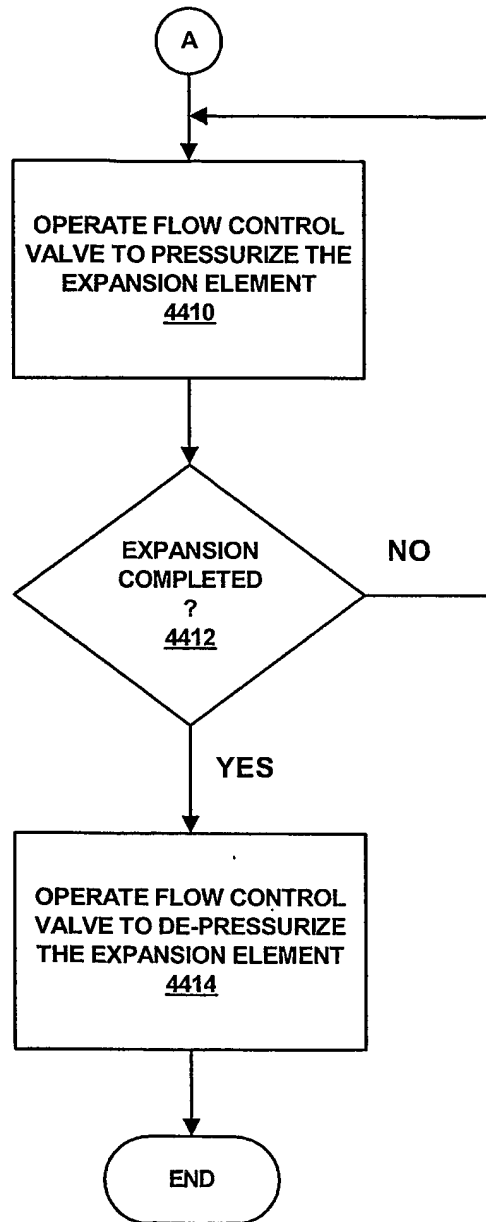 A
OPERATE FLOW CONTROL
VALVE TO PRESSURIZE THE
EXPANSION ELEMENT
4410
EXPANSION
COMPLETED
?
4412
NO
YES
OPERATE FLOW CONTROL
VALVE TO DE-PRESSURIZE
THE EXPANSION ELEMENT
4414
END